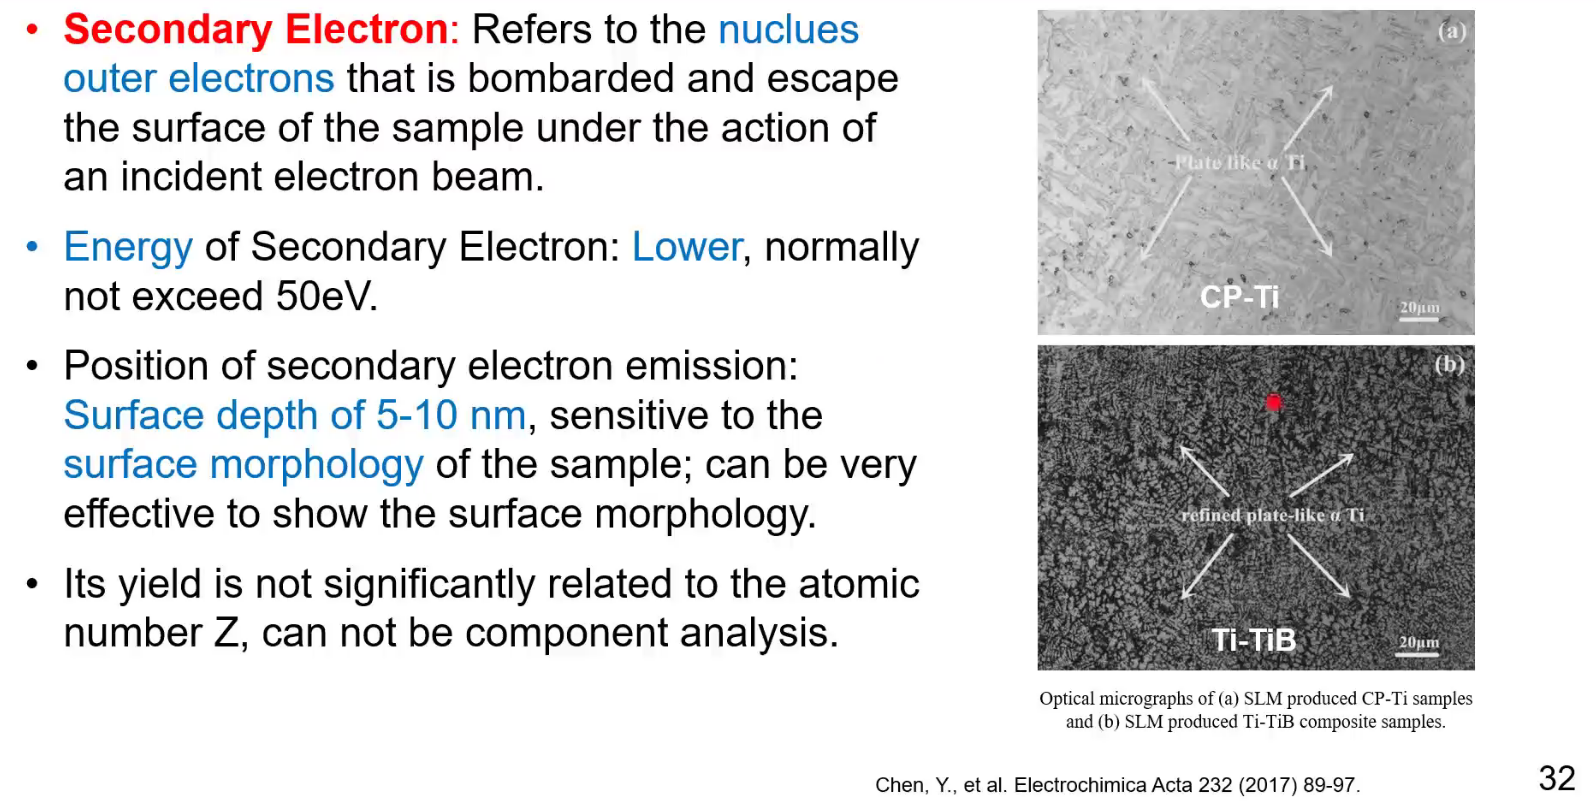 • Secondary Electron: Refers to the nuclues
outer electrons that is bombarded and escape
the surface of the sample under the action of
an incident electron beam.
• Energy of Secondary Electron: Lower, normally
not exceed 50eV.
• Position of secondary electron emission:
Surface depth of 5-10 nm, sensitive to the
surface morphology of the sample; can be very
effective to show the surface morphology.
• Its yield is not significantly related to the atomic
number Z, can not be component analysis.
(a)
Plate like α Ti
CP-Ti
20μm
(b)
refined plate-like α Ti
Ti-TiB
20μm
Optical micrographs of (a) SLM produced CP-Ti samples
and (b) SLM produced Ti-TiB composite samples.
Chen, Y., et al. Electrochimica Acta 232 (2017) 89-97.
32